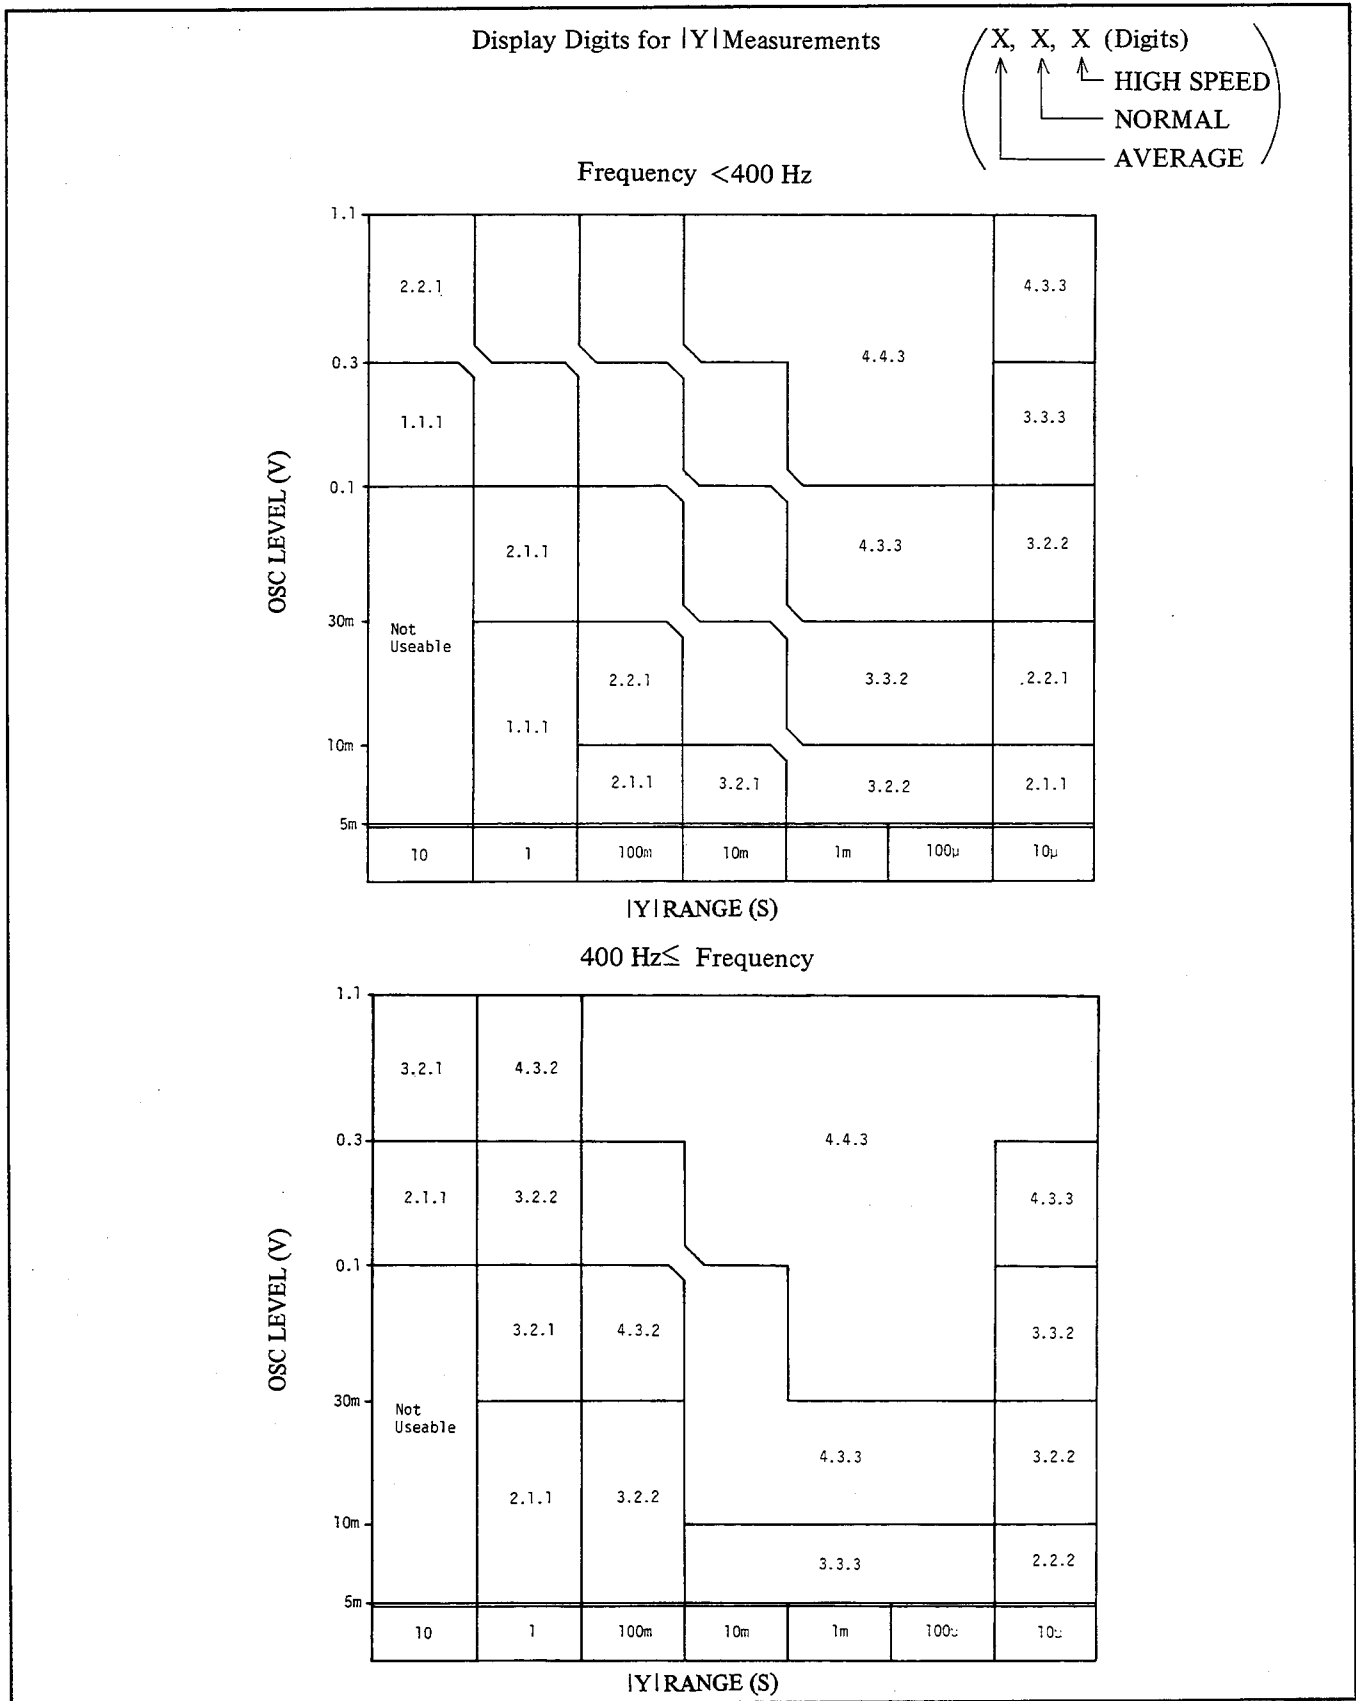 Display Digits for |Y| Measurements
X, X, X (Digits)
HIGH SPEED
NORMAL
AVERAGE
Frequency <400 Hz
1.1
2.2.1
4.3.3
4.4.3
0.3
1.1.1
3.3.3
OSC LEVEL (V)
0.1
2.1.1
4.3.3
3.2.2
30m
Not
Useable
2.2.1
3.3.2
2.2.1
1.1.1
10m
2.1.1
3.2.1
3.2.2
2.1.1
5m
10 1 100m 10m 1m 100µ 10µ
|Y| RANGE (S)
400 Hz≤ Frequency
1.1
3.2.1
4.3.2
0.3
4.4.3
2.1.1
3.2.2
4.3.3
OSC LEVEL (V)
0.1
3.2.1
4.3.2
3.3.2
30m
Not
Useable
4.3.3
3.2.2
2.1.1
3.2.2
10m
3.3.3
2.2.2
5m
10 1 100m 10m 1m 100µ 10µ
|Y| RANGE (S)